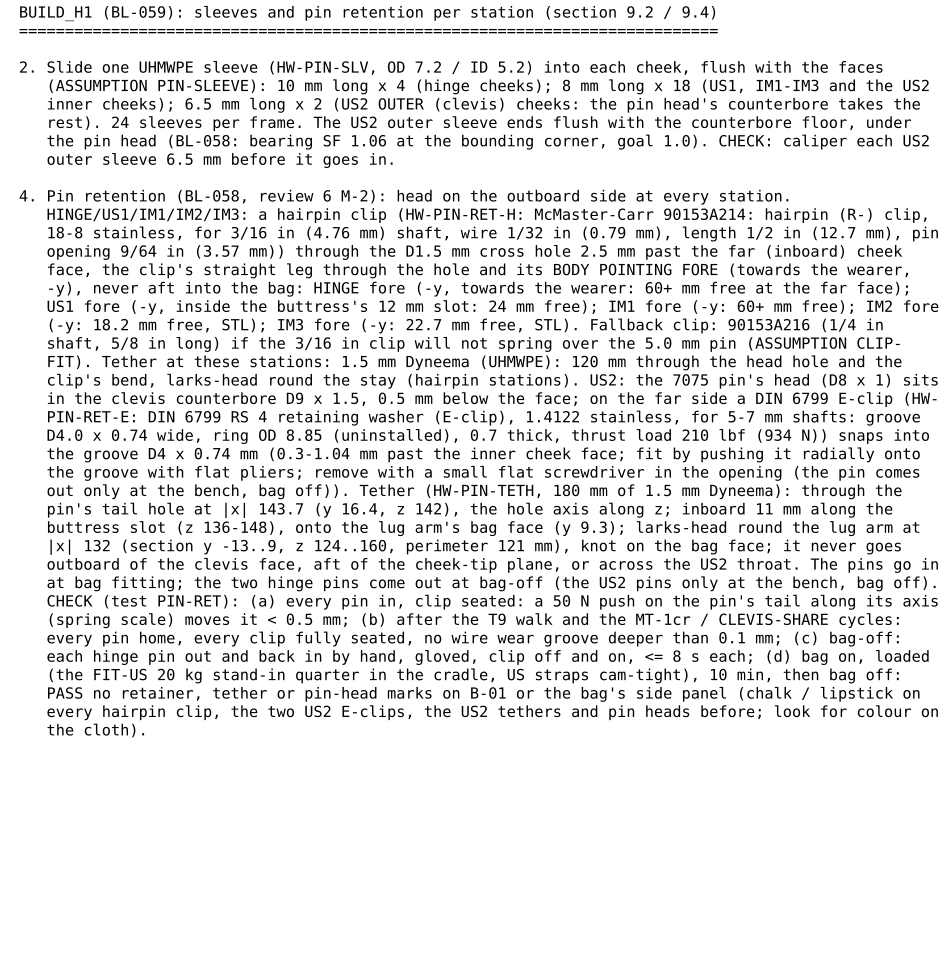 BUILD_H1 (BL-059): sleeves and pin retention per station (section 9.2 / 9.4)
============================================================================
2. Slide one UHMWPE sleeve (HW-PIN-SLV, OD 7.2 / ID 5.2) into each cheek, flush with the faces
(ASSUMPTION PIN-SLEEVE): 10 mm long x 4 (hinge cheeks); 8 mm long x 18 (US1, IM1-IM3 and the US2
inner cheeks); 6.5 mm long x 2 (US2 OUTER (clevis) cheeks: the pin head's counterbore takes the
rest). 24 sleeves per frame. The US2 outer sleeve ends flush with the counterbore floor, under
the pin head (BL-058: bearing SF 1.06 at the bounding corner, goal 1.0). CHECK: caliper each US2
outer sleeve 6.5 mm before it goes in.
4. Pin retention (BL-058, review 6 M-2): head on the outboard side at every station.
HINGE/US1/IM1/IM2/IM3: a hairpin clip (HW-PIN-RET-H: McMaster-Carr 90153A214: hairpin (R-) clip,
18-8 stainless, for 3/16 in (4.76 mm) shaft, wire 1/32 in (0.79 mm), length 1/2 in (12.7 mm), pin
opening 9/64 in (3.57 mm)) through the D1.5 mm cross hole 2.5 mm past the far (inboard) cheek
face, the clip's straight leg through the hole and its BODY POINTING FORE (towards the wearer,
-y), never aft into the bag: HINGE fore (-y, towards the wearer: 60+ mm free at the far face);
US1 fore (-y, inside the buttress's 12 mm slot: 24 mm free); IM1 fore (-y: 60+ mm free); IM2 fore
(-y: 18.2 mm free, STL); IM3 fore (-y: 22.7 mm free, STL). Fallback clip: 90153A216 (1/4 in
shaft, 5/8 in long) if the 3/16 in clip will not spring over the 5.0 mm pin (ASSUMPTION CLIP-
FIT). Tether at these stations: 1.5 mm Dyneema (UHMWPE): 120 mm through the head hole and the
clip's bend, larks-head round the stay (hairpin stations). US2: the 7075 pin's head (D8 x 1) sits
in the clevis counterbore D9 x 1.5, 0.5 mm below the face; on the far side a DIN 6799 E-clip (HW-
PIN-RET-E: DIN 6799 RS 4 retaining washer (E-clip), 1.4122 stainless, for 5-7 mm shafts: groove
D4.0 x 0.74 wide, ring OD 8.85 (uninstalled), 0.7 thick, thrust load 210 lbf (934 N)) snaps into
the groove D4 x 0.74 mm (0.3-1.04 mm past the inner cheek face; fit by pushing it radially onto
the groove with flat pliers; remove with a small flat screwdriver in the opening (the pin comes
out only at the bench, bag off)). Tether (HW-PIN-TETH, 180 mm of 1.5 mm Dyneema): through the
pin's tail hole at |x| 143.7 (y 16.4, z 142), the hole axis along z; inboard 11 mm along the
buttress slot (z 136-148), onto the lug arm's bag face (y 9.3); larks-head round the lug arm at
|x| 132 (section y -13..9, z 124..160, perimeter 121 mm), knot on the bag face; it never goes
outboard of the clevis face, aft of the cheek-tip plane, or across the US2 throat. The pins go in
at bag fitting; the two hinge pins come out at bag-off (the US2 pins only at the bench, bag off).
CHECK (test PIN-RET): (a) every pin in, clip seated: a 50 N push on the pin's tail along its axis
(spring scale) moves it < 0.5 mm; (b) after the T9 walk and the MT-1cr / CLEVIS-SHARE cycles:
every pin home, every clip fully seated, no wire wear groove deeper than 0.1 mm; (c) bag-off:
each hinge pin out and back in by hand, gloved, clip off and on, <= 8 s each; (d) bag on, loaded
(the FIT-US 20 kg stand-in quarter in the cradle, US straps cam-tight), 10 min, then bag off:
PASS no retainer, tether or pin-head marks on B-01 or the bag's side panel (chalk / lipstick on
every hairpin clip, the two US2 E-clips, the US2 tethers and pin heads before; look for colour on
the cloth).